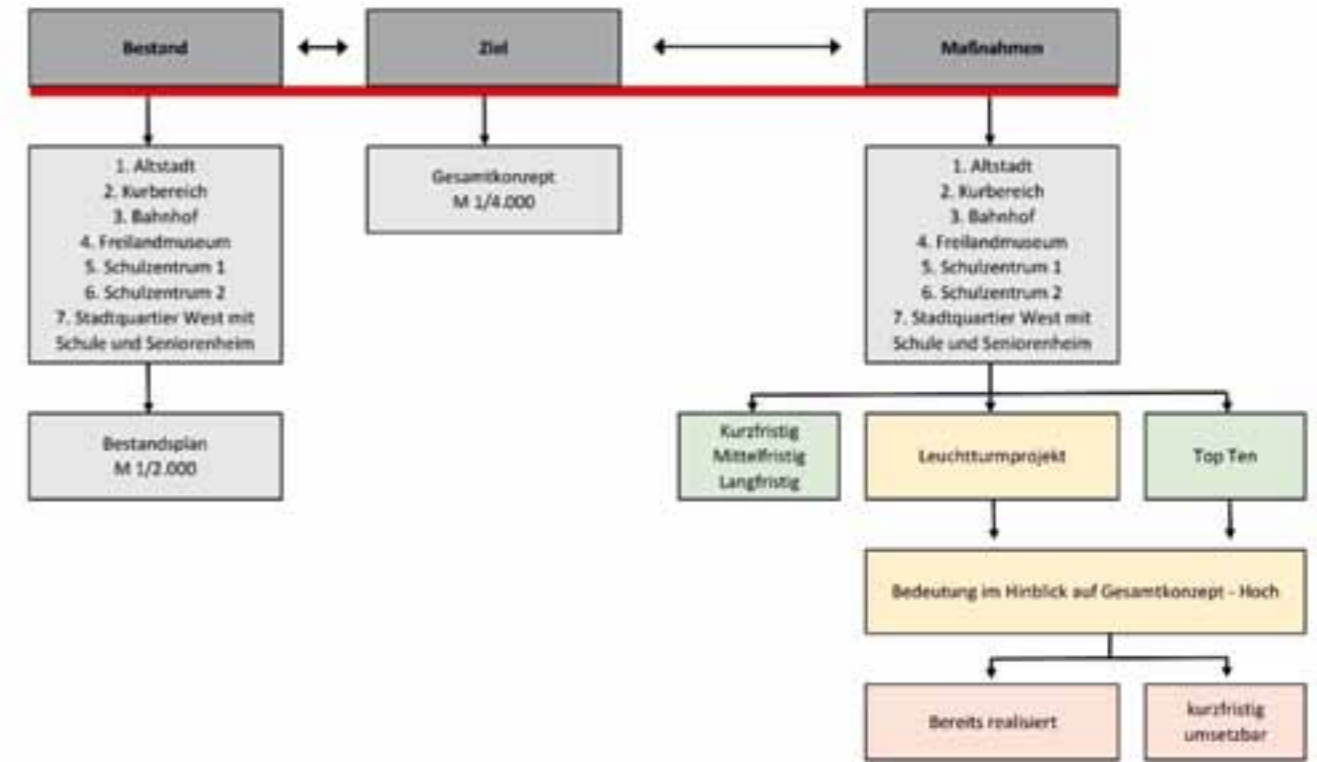 Bestand
Ziel
Maßnahmen
1. Altstadt
2. Kurbereich
3. Bahnhof
4. Freilandmuseum
5. Schulzentrum 1
6. Schulzentrum 2
7. Stadtquartier West mit
Schule und Seniorenheim
Gesamtkonzept
M 1/4.000
1. Altstadt
2. Kurbereich
3. Bahnhof
4. Freilandmuseum
5. Schulzentrum 1
6. Schulzentrum 2
7. Stadtquartier West mit
Schule und Seniorenheim
Bestandsplan
M 1/2.000
Kurzfristig
Mittelfristig
Langfristig
Leuchtturmprojekt
Top Ten
Bedeutung im Hinblick auf Gesamtkonzept - Hoch
Bereits realisiert
kurzfristig
umsetzbar